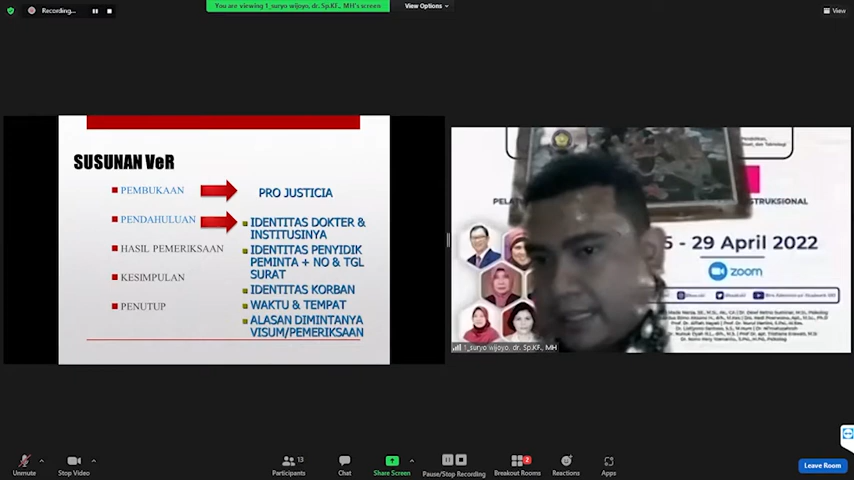 Recording...
You are viewing 1_suryo wijoyo, dr. Sp.KF., MH's screen
View Options
View
SUSUNAN VeR
PEMBUKAAN
PRO JUSTICIA
PENDAHULUAN
IDENTITAS DOKTER &
INSTITUSINYA
HASIL PEMERIKSAAN
IDENTITAS PENYIDIK
PEMINTA + NO & TGL
SURAT
KESIMPULAN
IDENTITAS KORBAN
PENUTUP
WAKTU & TEMPAT
ALASAN DIMINTANYA
VISUM/PEMERIKSAAN
PELAT
STRUKSIONAL
5 - 29 April 2022
zoom
1_suryo wijoyo, dr. Sp.KF., MH
Unmute
Stop Video
Participants
13
Chat
Share Screen
Pause/Stop Recording
Breakout Rooms
2
Reactions
Apps
Leave Room